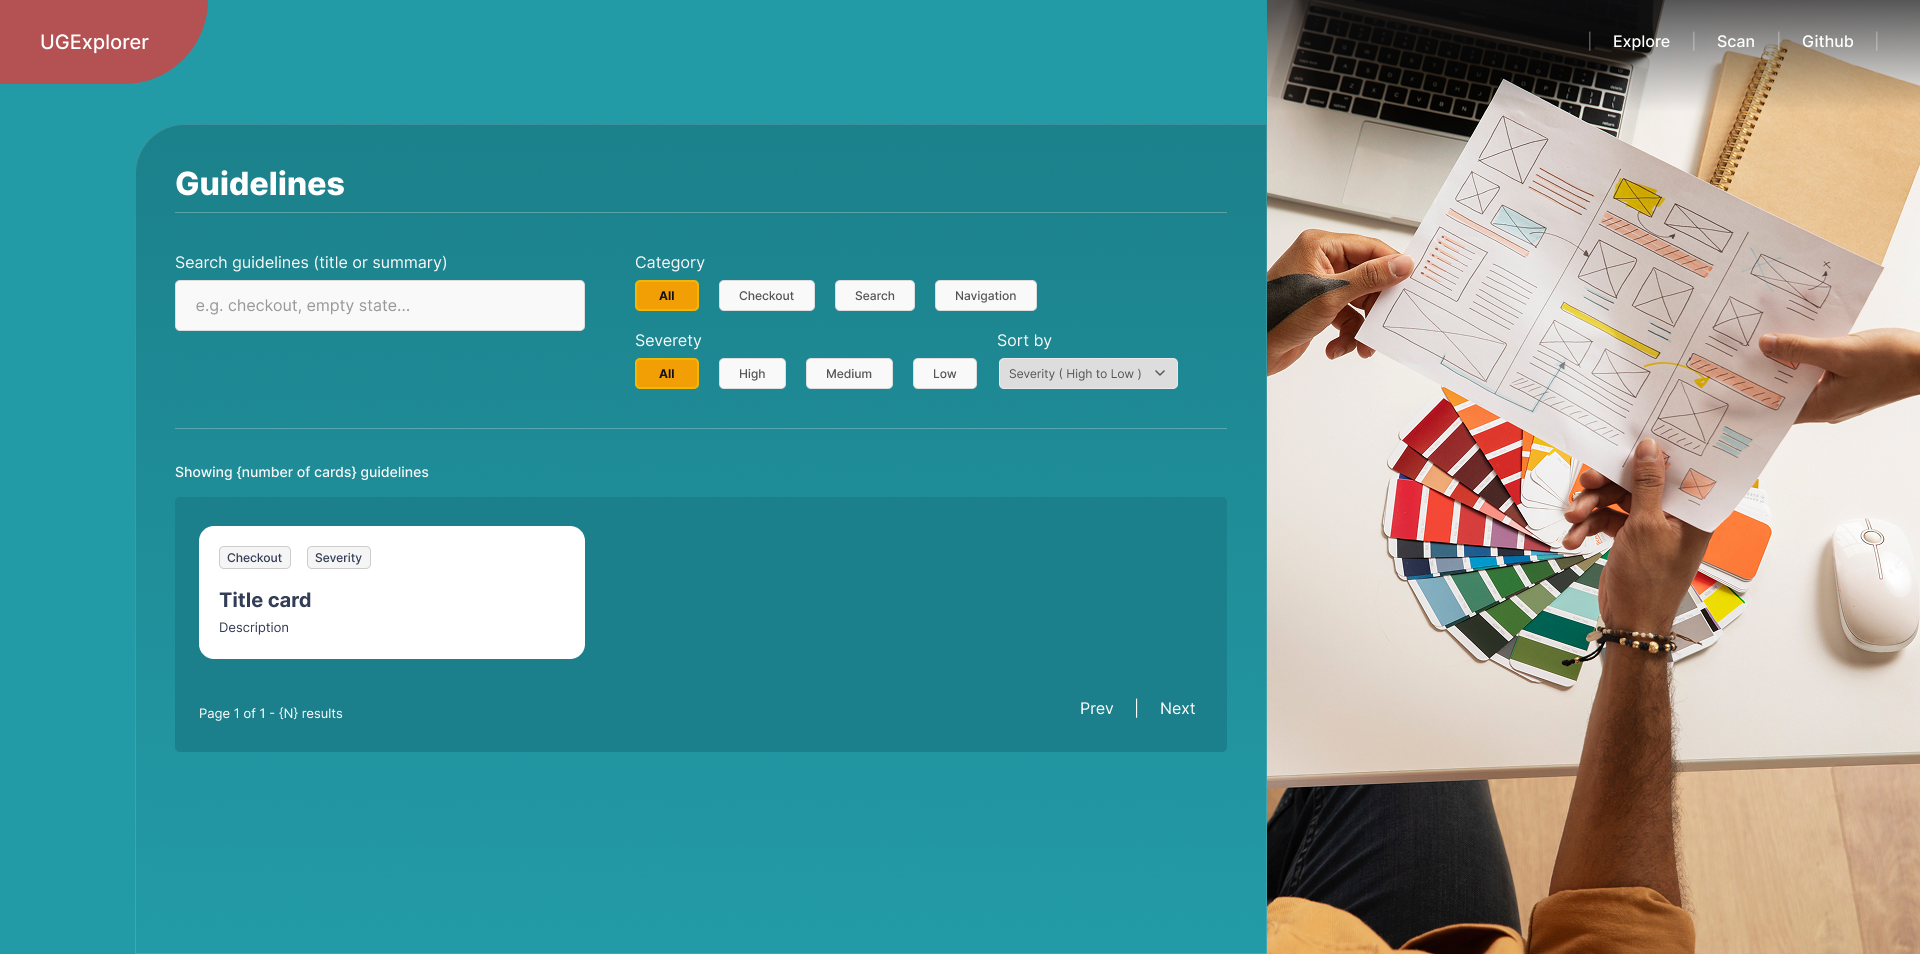 UGExplorer
Explore
Scan
Github
Guidelines
Search guidelines (title or summary)
e.g. checkout, empty state...
Category
All
Checkout
Search
Navigation
Severety
Sort by
All
High
Medium
Low
Severity ( High to Low )
Showing {number of cards} guidelines
Checkout
Severity
Title card
Description
Page 1 of 1 - {N} results
Prev
Next